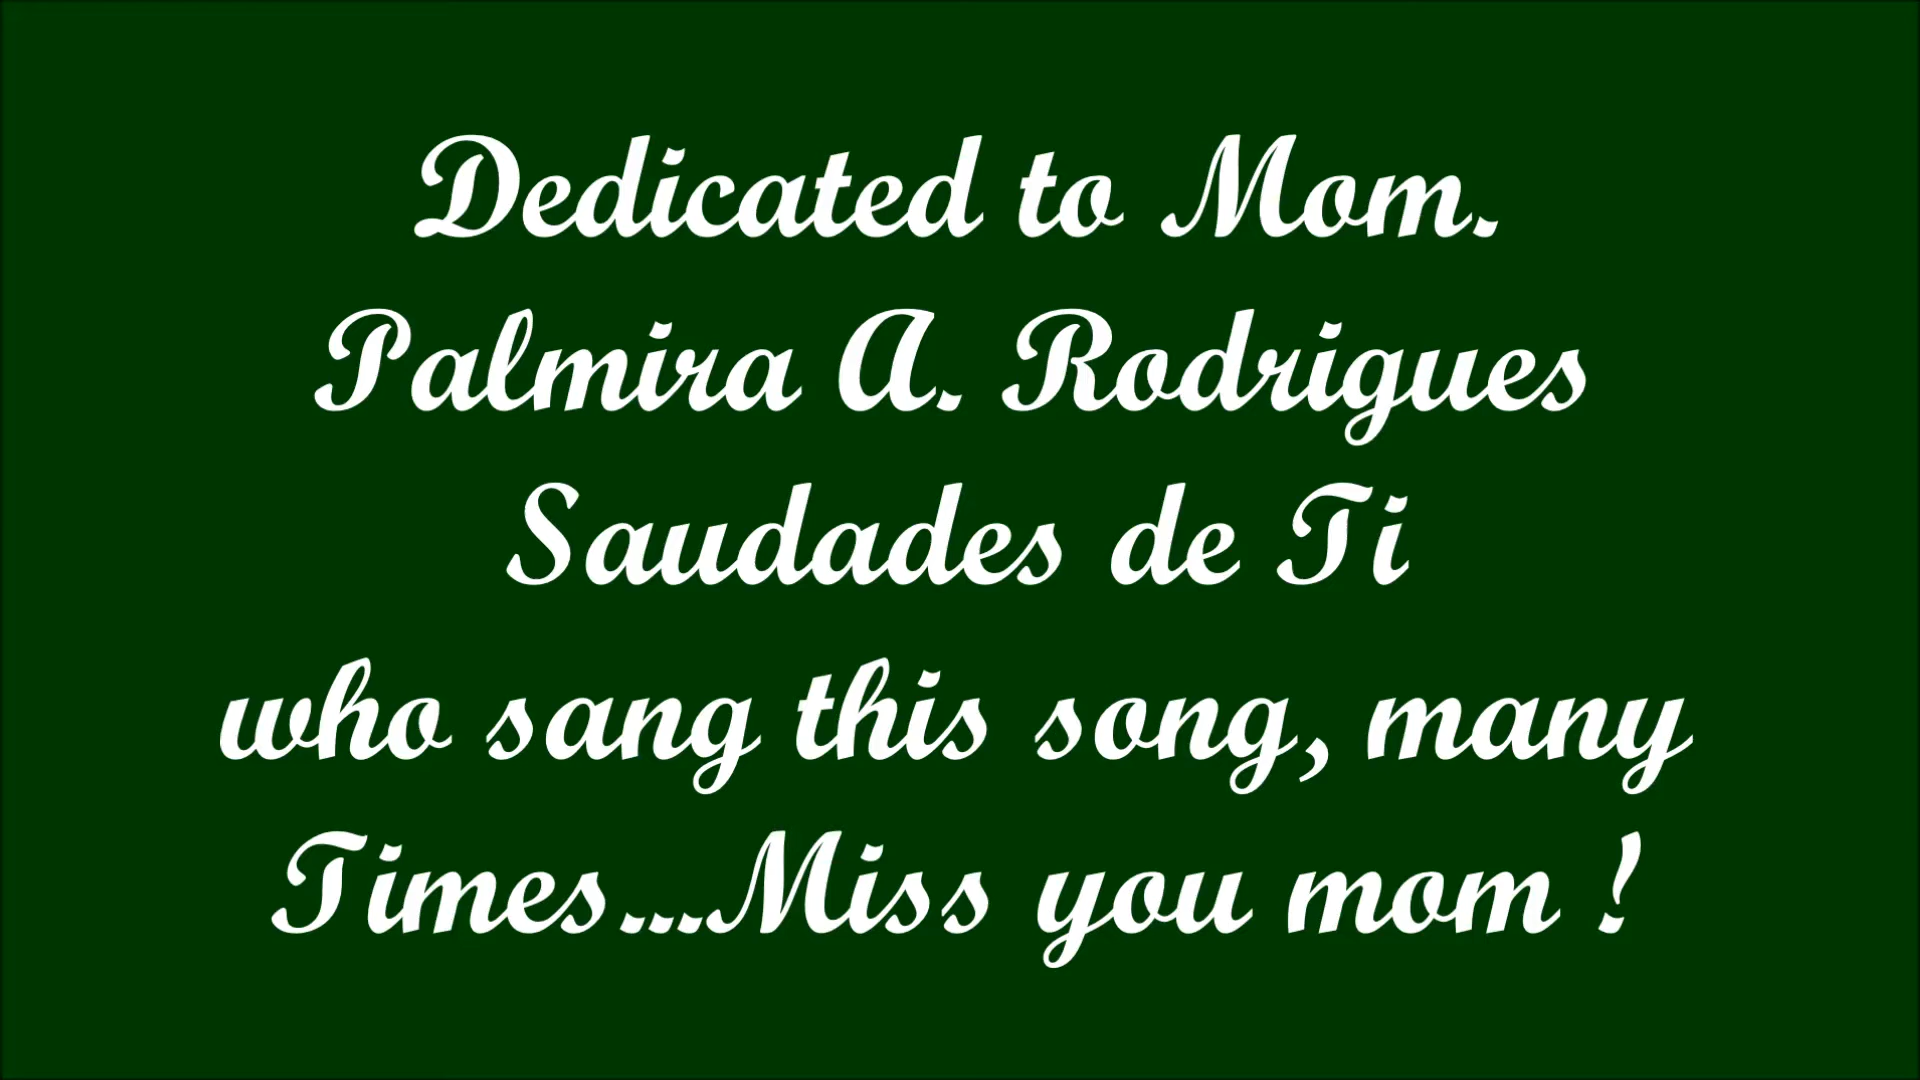 Dedicated to Mom.
Palmira A. Rodrigues
Saudades de Ti
who sang this song, many
Times...Miss you mom !